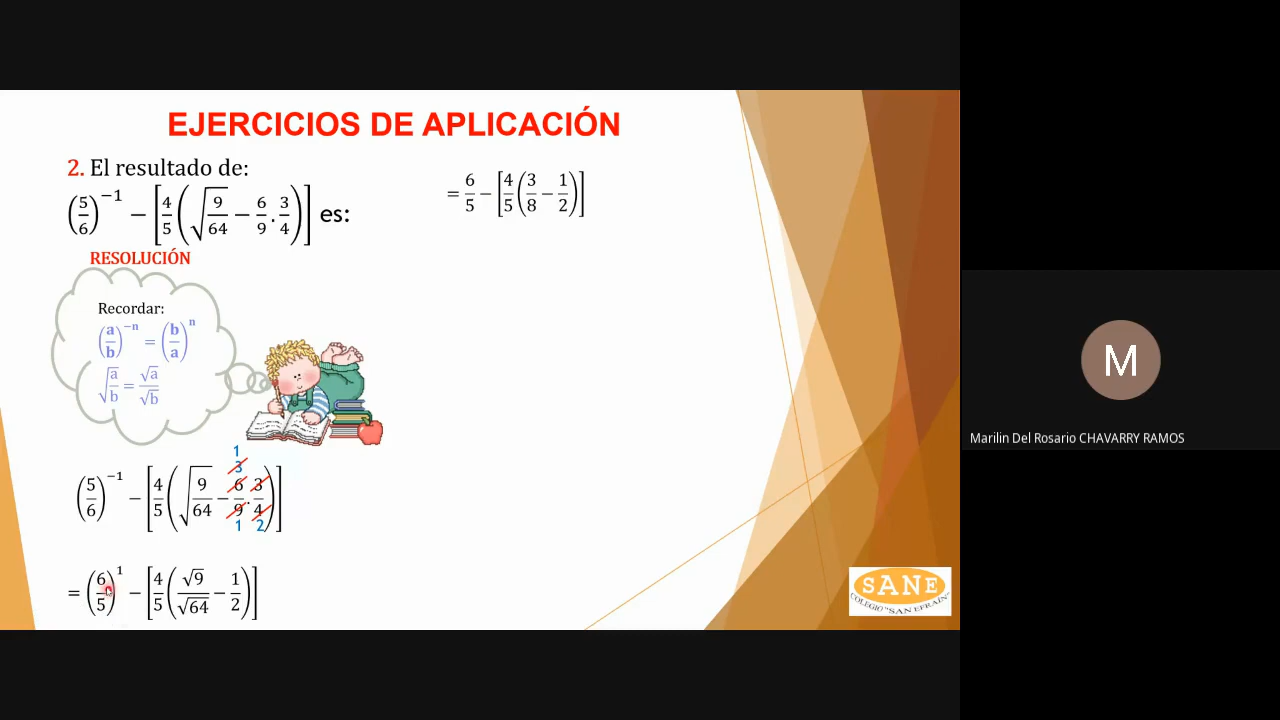 EJERCICIOS DE APLICACIÓN
2. El resultado de:
(5/6)^−1 − [4/5(√(9/64) − 6/9 . 3/4)] es:
RESOLUCIÓN
Recordar:
(a/b)^−n = (b/a)^n
√(a/b) = √a/√b
1
3
(5/6)^−1 − [4/5(√(9/64) − 6/9 . 3/4)]
1 2
= (6/5)^1 − [4/5(√9/√64 − 1/2)]
= 6/5 − [4/5(3/8 − 1/2)]
SANE
COLEGIO "SAN EFRAIN"
M
Marilin Del Rosario CHAVARRY RAMOS